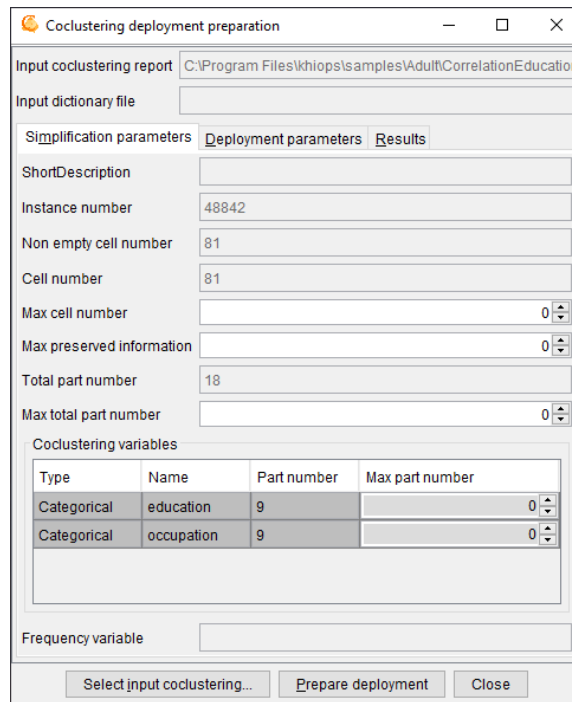 Coclustering deployment preparation
Input coclustering report C:\Program Files\khiops\samples\Adult\CorrelationEducatio
Input dictionary file
Simplification parameters Deployment parameters Results
ShortDescription
Instance number 48842
Non empty cell number 81
Cell number 81
Max cell number 0
Max preserved information 0
Total part number 18
Max total part number 0
Coclustering variables
Type Name Part number Max part number
Categorical education 9 0
Categorical occupation 9 0
Frequency variable
Select input coclustering... Prepare deployment Close